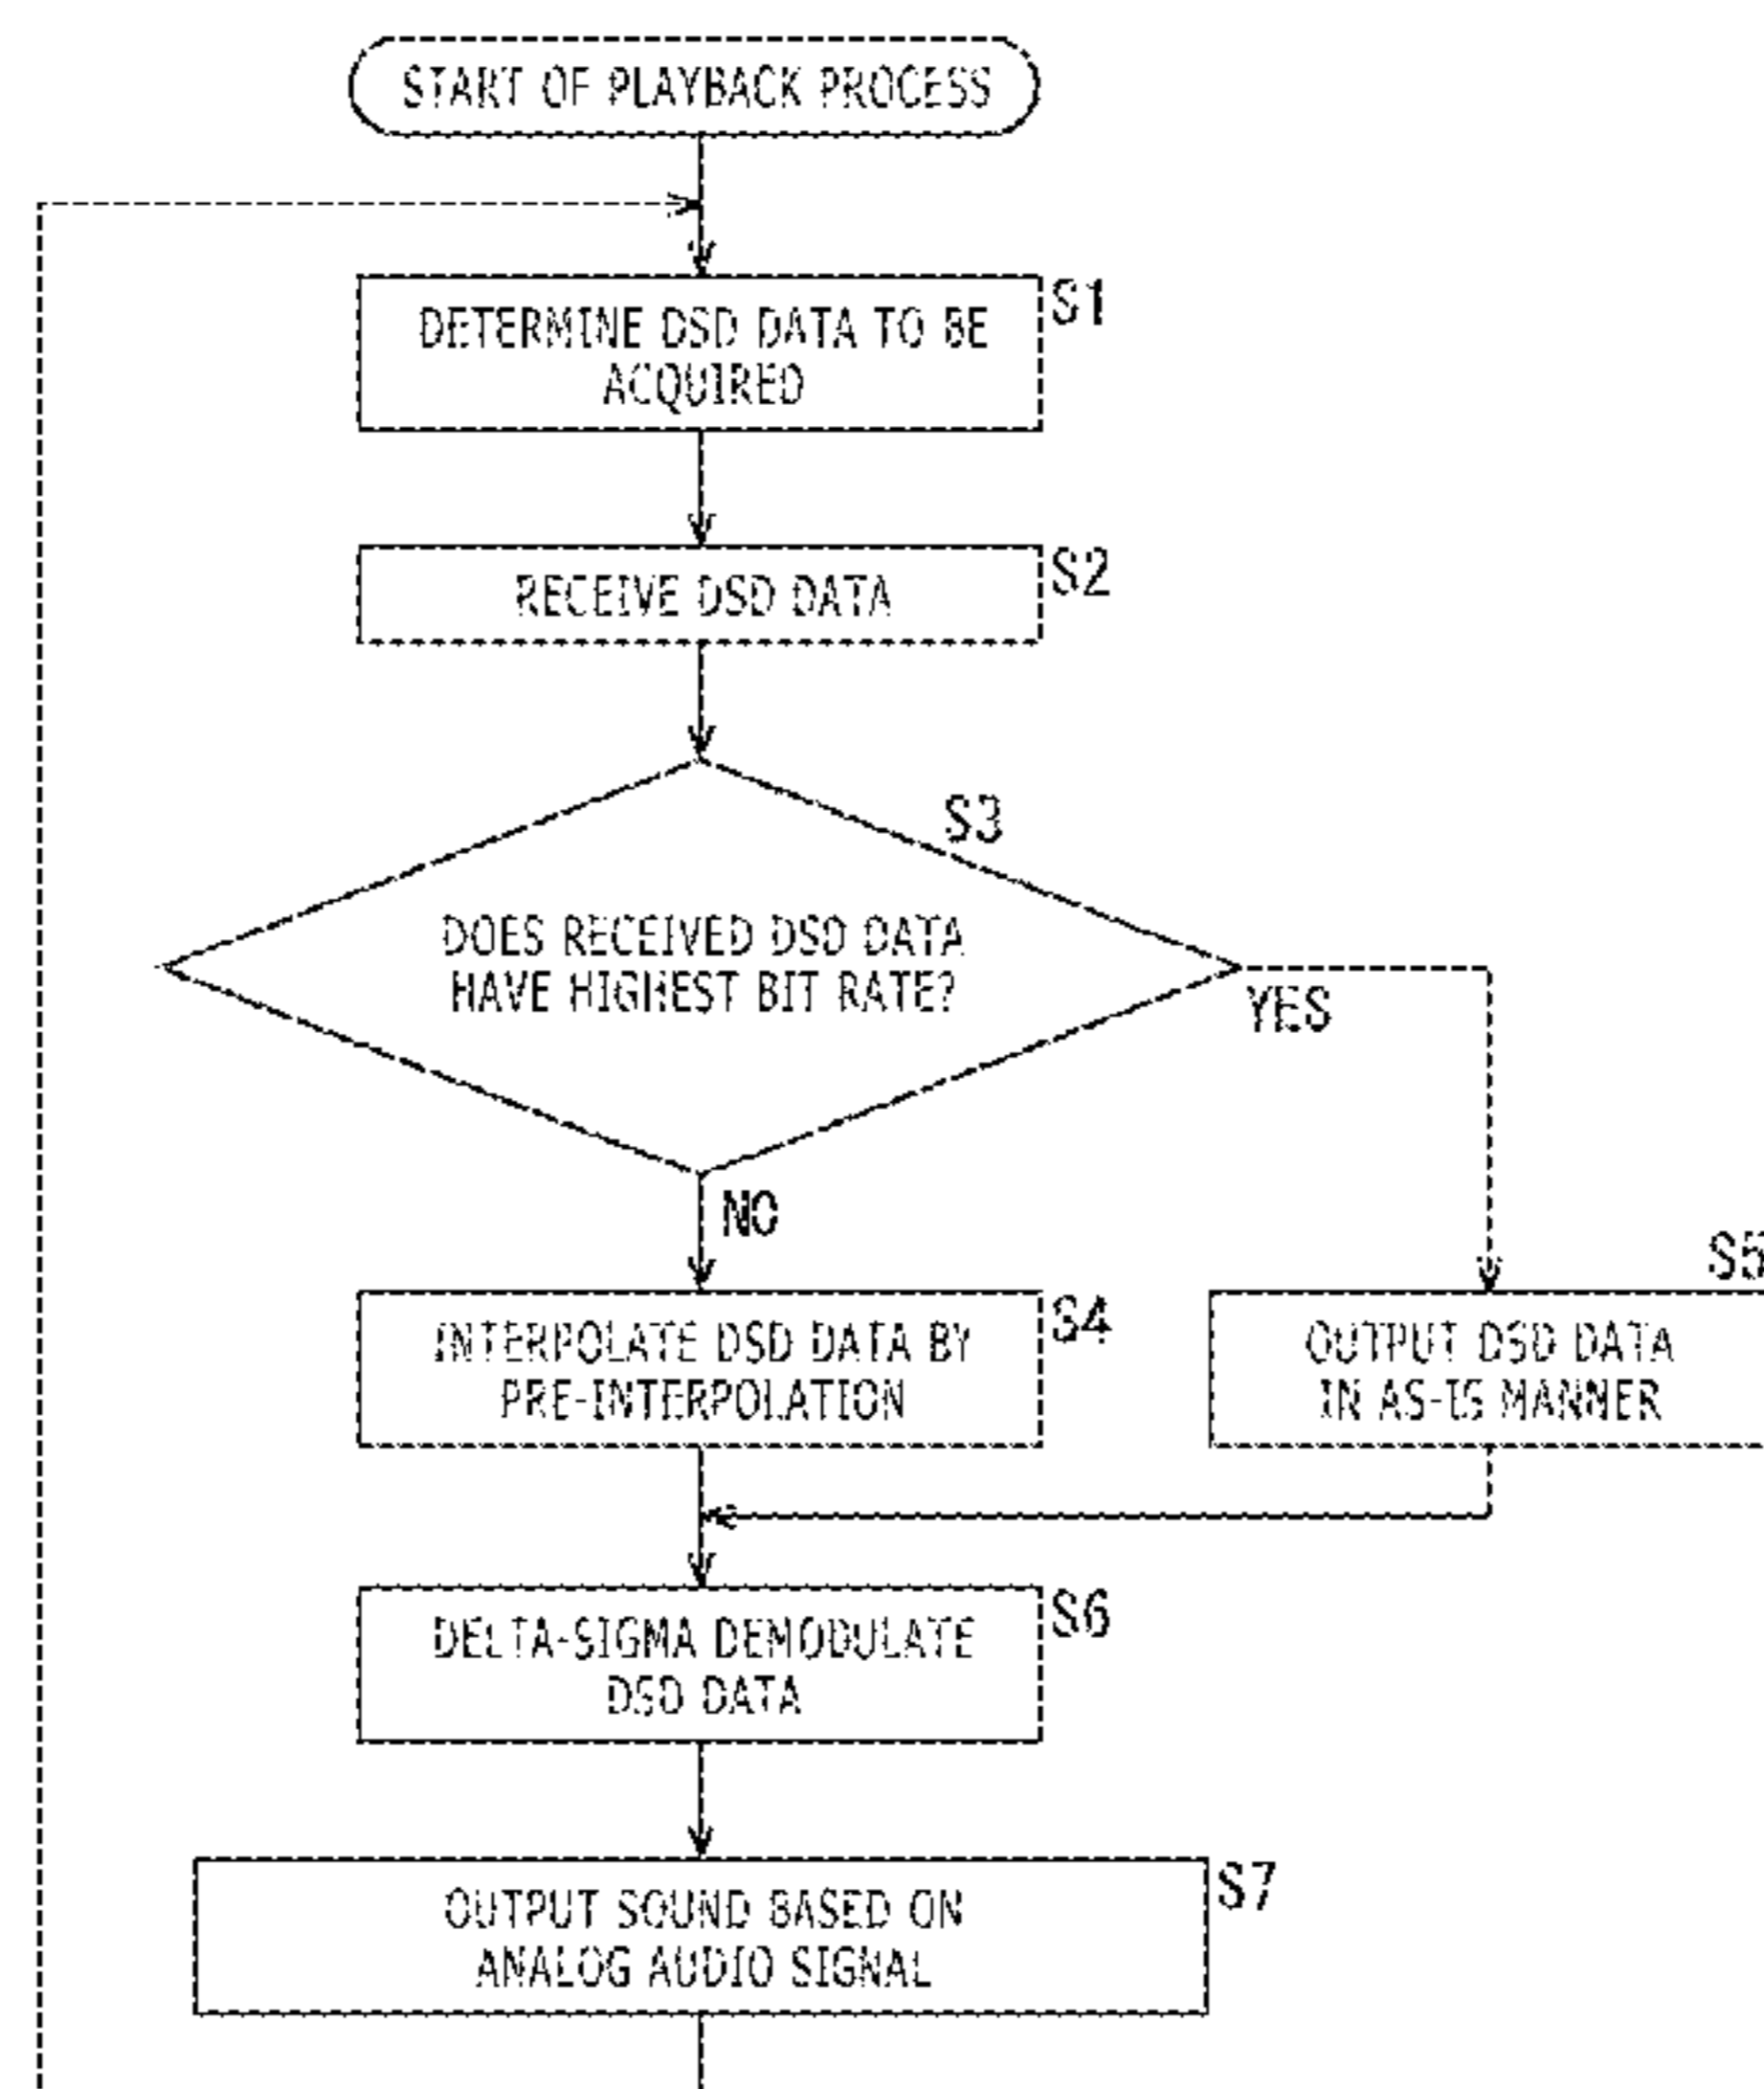 START OF PLAYBACK PROCESS
S1
DETERMINE DSD DATA TO BE
ACQUIRED
S2
RECEIVE DSD DATA
S3
DOES RECEIVED DSD DATA
HAVE HIGHEST BIT RATE?
YES
NO
S4
INTERPOLATE DSD DATA BY
PRE-INTERPOLATION
S5
OUTPUT DSD DATA
IN AS-IS MANNER
S6
DELTA-SIGMA DEMODULATE
DSD DATA
S7
OUTPUT SOUND BASED ON
ANALOG AUDIO SIGNAL